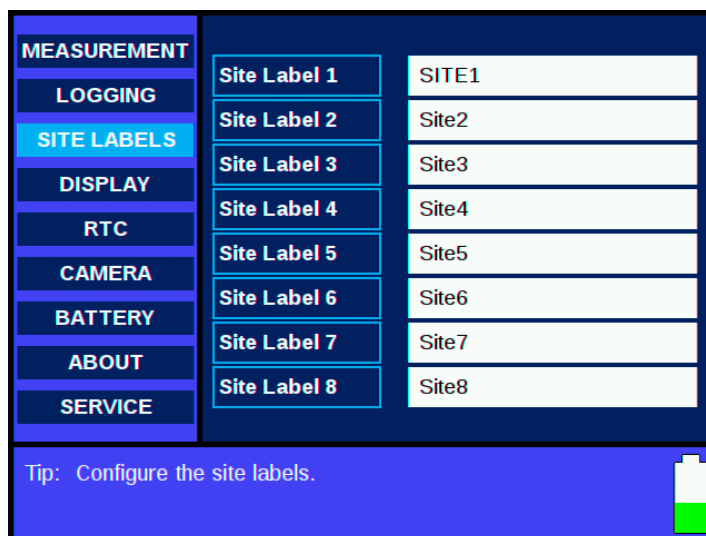 MEASUREMENT
LOGGING
SITE LABELS
DISPLAY
RTC
CAMERA
BATTERY
ABOUT
SERVICE
Site Label 1 SITE1
Site Label 2 Site2
Site Label 3 Site3
Site Label 4 Site4
Site Label 5 Site5
Site Label 6 Site6
Site Label 7 Site7
Site Label 8 Site8
Tip: Configure the site labels.